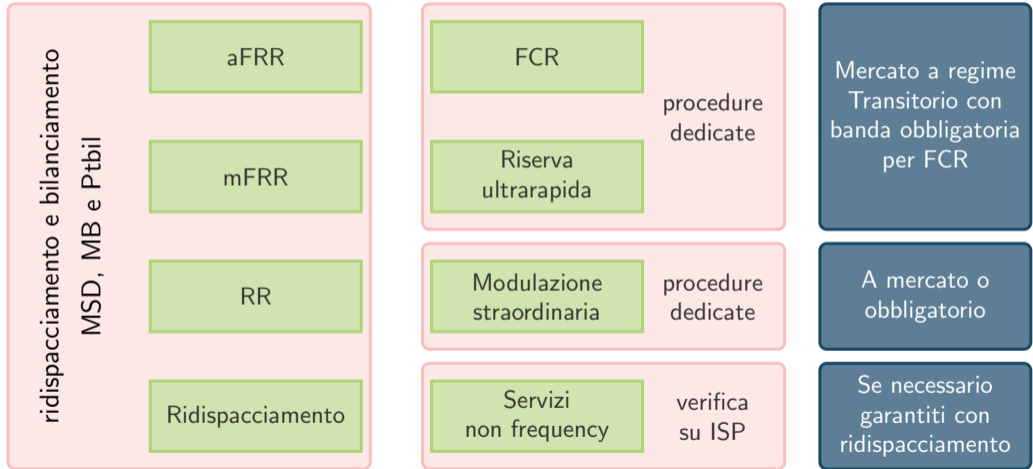 ridispacciamento e bilanciamento
MSD, MB e Ptbil
aFRR
mFRR
RR
Ridispacciamento
FCR
Riserva
ultrarapida
procedure
dedicate
Modulazione
straordinaria
procedure
dedicate
Servizi
non frequency
verifica
su ISP
Mercato a regime
Transitorio con
banda obbligatoria
per FCR
A mercato o
obbligatorio
Se necessario
garantiti con
ridispacciamento